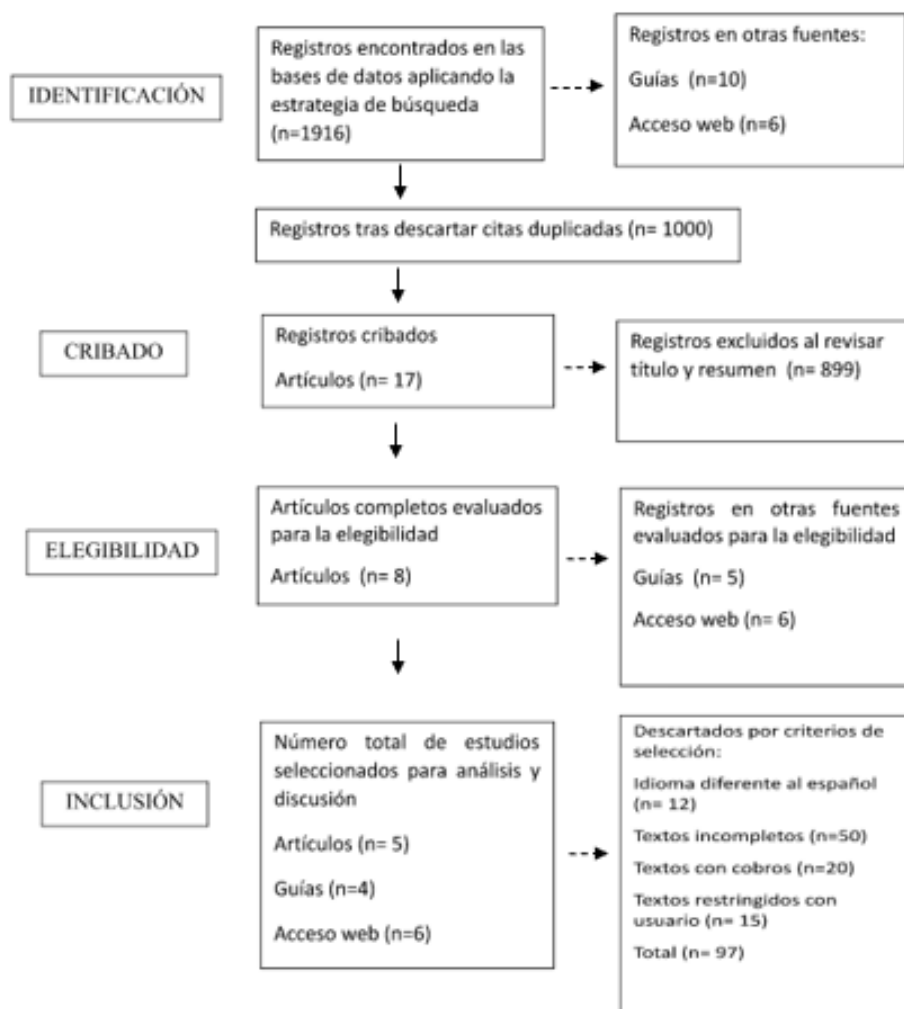 IDENTIFICACIÓN
Registros encontrados en las
bases de datos aplicando la
estrategia de búsqueda
(n=1916)
Registros en otras fuentes:
Guías (n=10)
Acceso web (n=6)
Registros tras descartar citas duplicadas (n= 1000)
CRIBADO
Registros cribados
Artículos (n= 17)
Registros excluidos al revisar
título y resumen (n= 899)
ELEGIBILIDAD
Artículos completos evaluados
para la elegibilidad
Artículos (n= 8)
Registros en otras fuentes
evaluados para la elegibilidad
Guías (n= 5)
Acceso web (n= 6)
INCLUSIÓN
Número total de estudios
seleccionados para análisis y
discusión
Artículos (n= 5)
Guías (n=4)
Acceso web (n=6)
Descartados por criterios de
selección:
Idioma diferente al español
(n= 12)
Textos incompletos (n=50)
Textos con cobros (n=20)
Textos restringidos con
usuario (n= 15)
Total (n= 97)